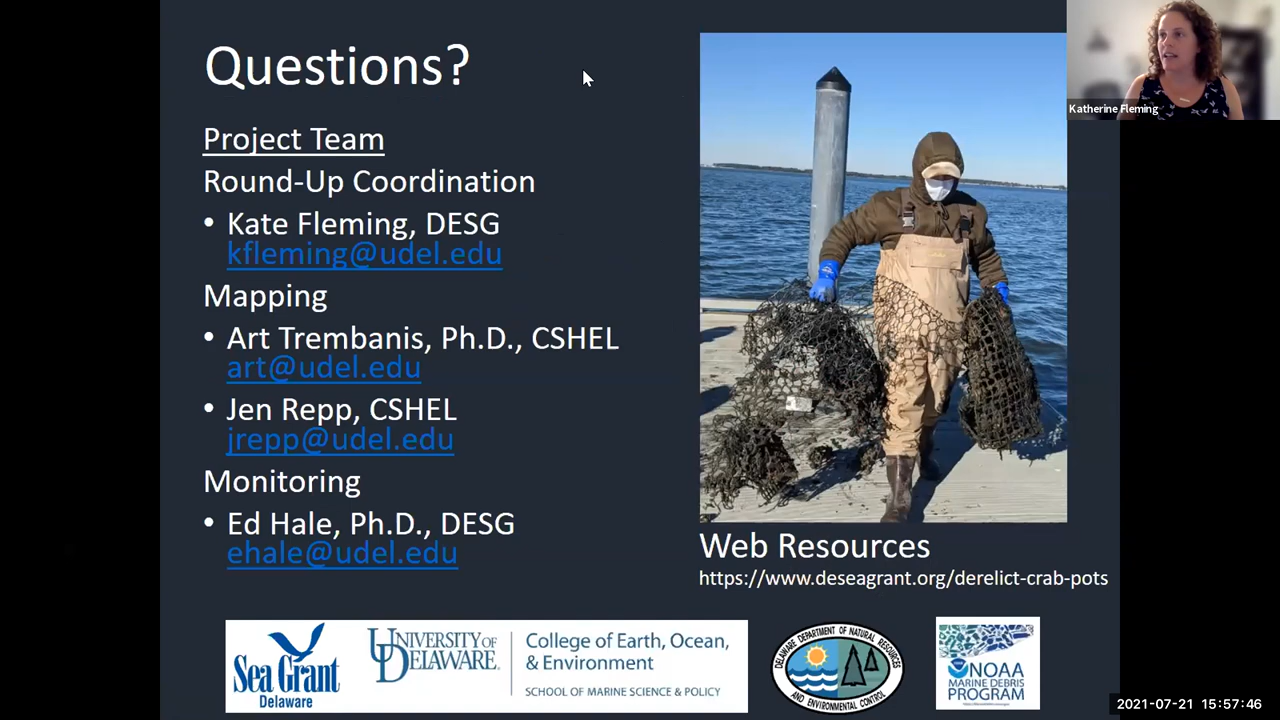 Questions?
Project Team
Round-Up Coordination
• Kate Fleming, DESG
kfleming@udel.edu
Mapping
• Art Trembanis, Ph.D., CSHEL
art@udel.edu
• Jen Repp, CSHEL
jrepp@udel.edu
Monitoring
• Ed Hale, Ph.D., DESG
ehale@udel.edu
Katherine Fleming
Web Resources
https://www.deseagrant.org/derelict-crab-pots
Sea Grant
Delaware
UNIVERSITY OF
DELAWARE.
College of Earth, Ocean,
& Environment
SCHOOL OF MARINE SCIENCE & POLICY
DELAWARE DEPARTMENT OF NATURAL RESOURCES
AND ENVIRONMENTAL CONTROL
NOAA
MARINE DEBRIS
PROGRAM
2021-07-21 15:57:46